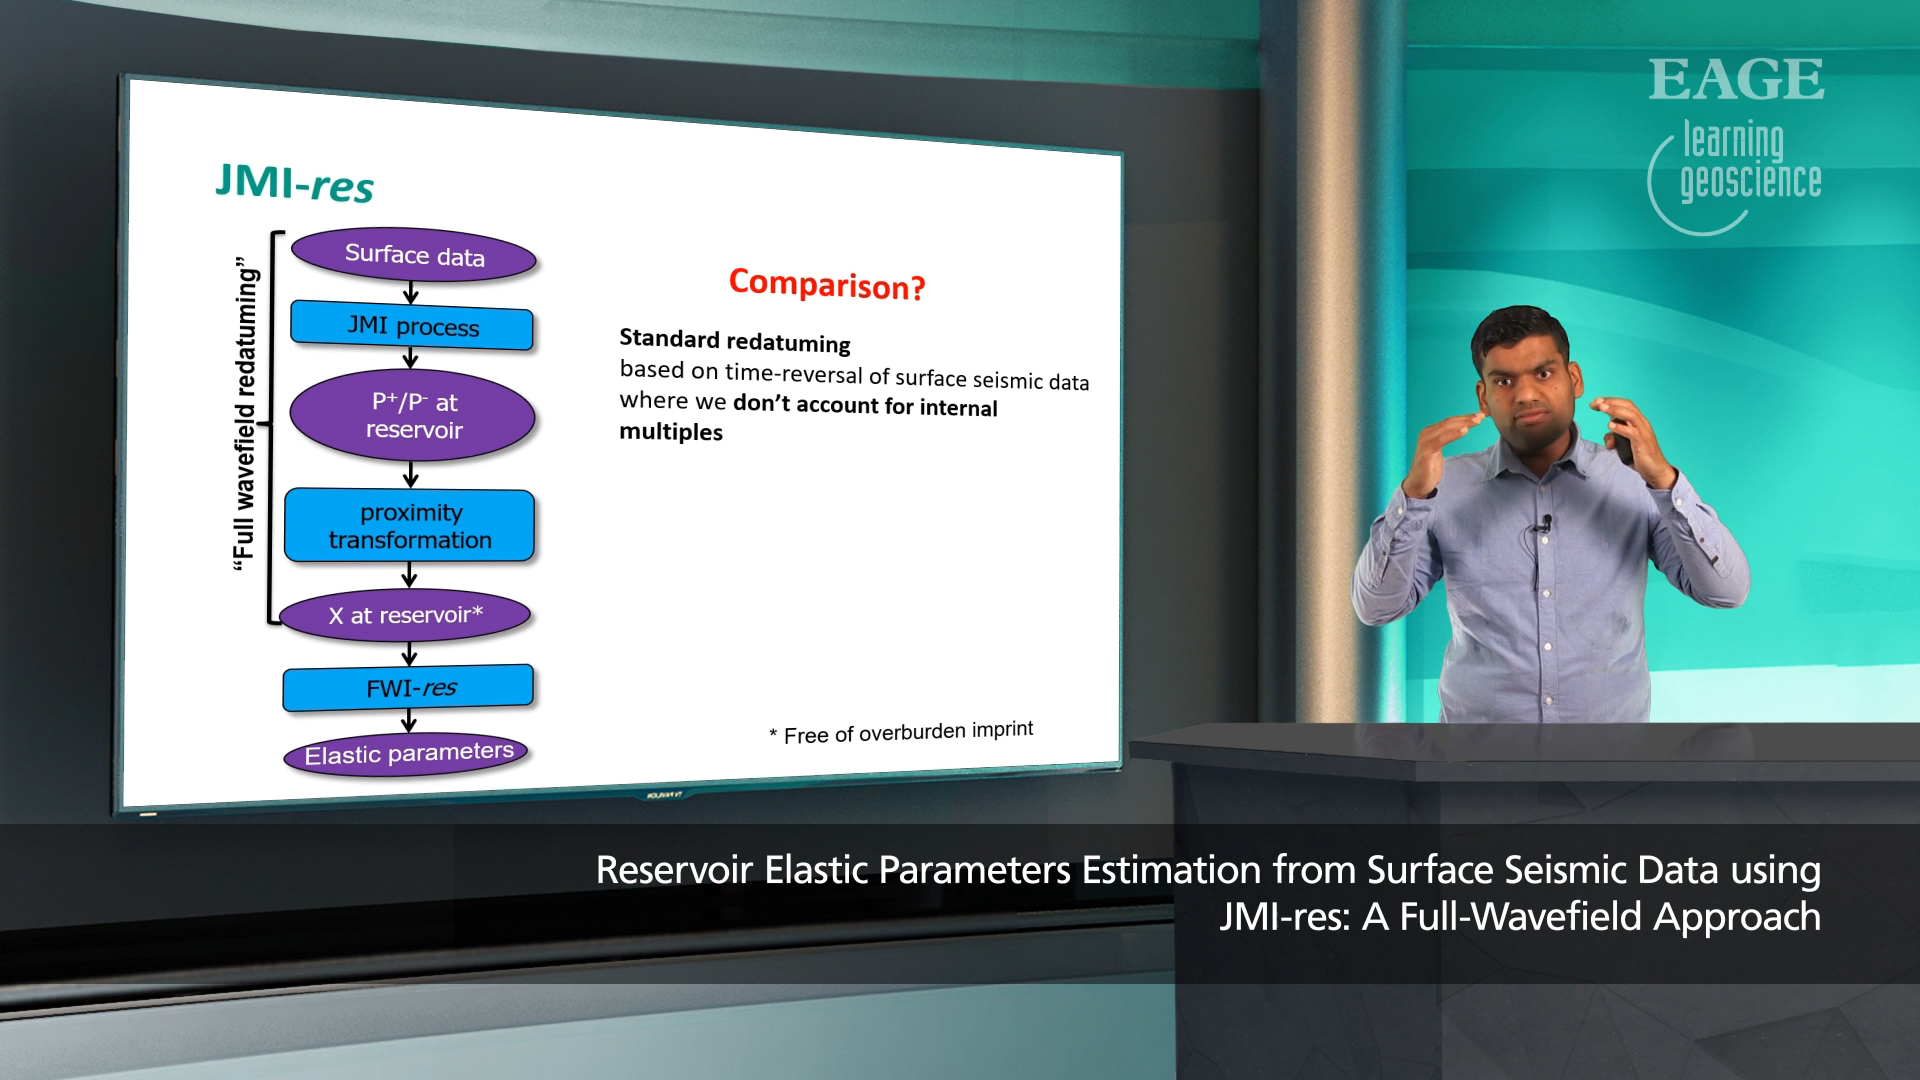 EAGE
learning
geoscience
JMI-res
"Full wavefield redatuming"
Surface data
JMI process
P+/P- at
reservoir
proximity
transformation
X at reservoir*
FWI-res
Elastic parameters
Comparison?
Standard redatuming
based on time-reversal of surface seismic data
where we don't account for internal
multiples
* Free of overburden imprint
Reservoir Elastic Parameters Estimation from Surface Seismic Data using
JMI-res: A Full-Wavefield Approach